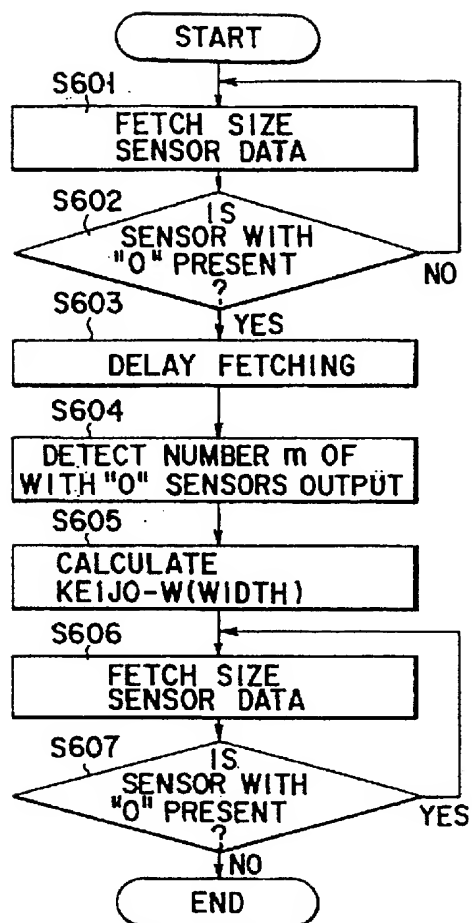 START
S601
FETCH SIZE
SENSOR DATA
S602
IS
SENSOR WITH
"0" PRESENT
?
NO
YES
S603
DELAY FETCHING
S604
DETECT NUMBER m OF
WITH "0" SENSORS OUTPUT
S605
CALCULATE
KEIJO-W(WIDTH)
S606
FETCH SIZE
SENSOR DATA
S607
IS
SENSOR WITH
"0" PRESENT
?
YES
NO
END